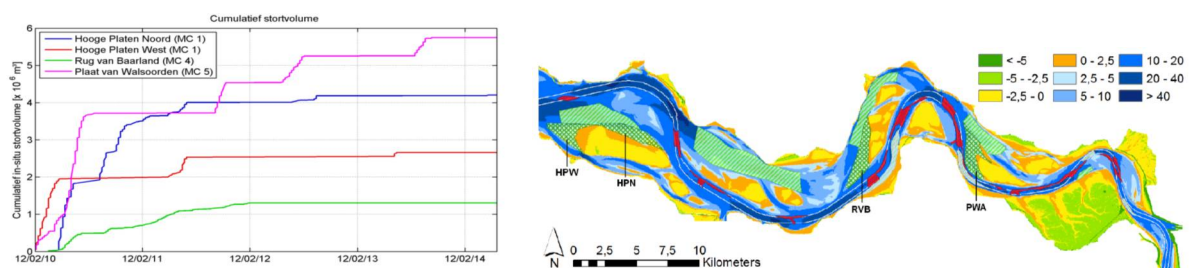 Cumulatief stortvolume
Cumulatief in-situ stortvolume [x 10⁶ m³]
6
5
4
3
2
1
0
Hooge Platen Noord (MC 1)
Hooge Platen West (MC 1)
Rug van Baarland (MC 4)
Plaat van Walsoorden (MC 5)
12/02/10 12/02/11 12/02/12 12/02/13 12/02/14
< -5 0 - 2,5 10 - 20
-5 - -2,5 2,5 - 5 20 - 40
-2,5 - 0 5 - 10 > 40
HPW
HPN
RVB
PWA
N
0 2,5 5 7,5 10
Kilometers